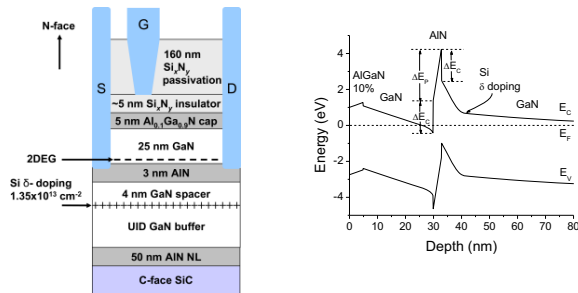 N-face
G
S
D
160 nm
SixNy
passivation
~5 nm SixNy insulator
5 nm Al0.1Ga0.9N cap
25 nm GaN
2DEG
3 nm AlN
Si δ- doping
1.35x10¹³ cm⁻²
4 nm GaN spacer
UID GaN buffer
50 nm AlN NL
C-face SiC
AlN
ΔEC
ΔEP
Si
δ doping
AlGaN
10%
GaN
GaN
EC
ΔEC
EF
EV
Energy (eV)
4
2
0
-2
-4
0 10 20 30 40 50 60 70 80
Depth (nm)